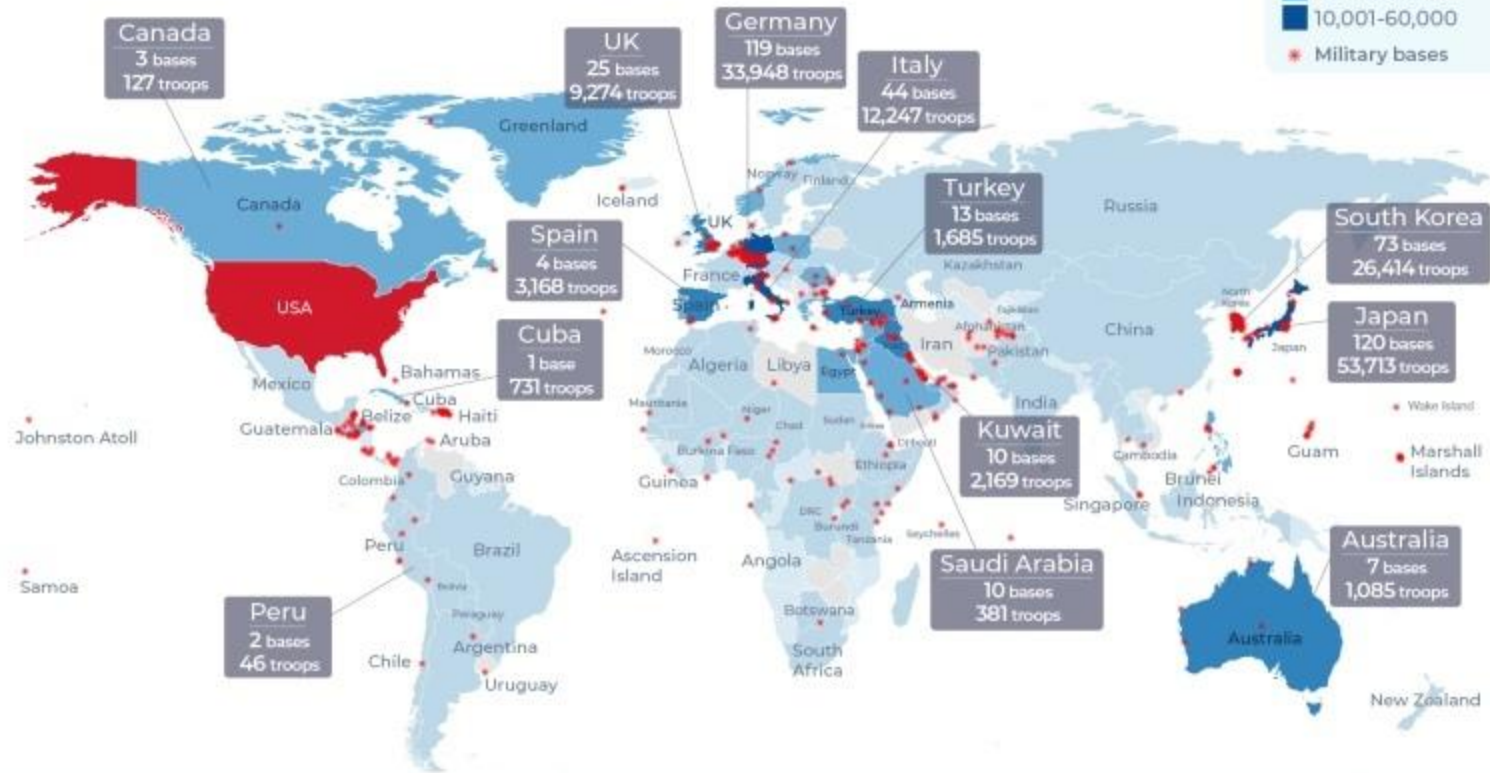 10,001-60,000
Military bases
Canada
3 bases
127 troops
UK
25 bases
9,274 troops
Germany
119 bases
33,948 troops
Italy
44 bases
12,247 troops
Greenland
Canada
Iceland
Norway
Finland
Russia
UK
Turkey
13 bases
1,685 troops
South Korea
73 bases
26,414 troops
Spain
4 bases
3,168 troops
France
Kazakhstan
USA
Spain
Turkey
Armenia
Tajikistan
North
Korea
Japan
120 bases
53,713 troops
Cuba
1 base
731 troops
Afghanistan
Iran
Pakistan
China
Japan
Morocco
Algeria
Libya
Egypt
Bahamas
Mexico
Cuba
Belize
Haiti
Guatemala
Aruba
Johnston Atoll
Mauritania
Niger
Chad
Sudan
India
Wake Island
Kuwait
10 bases
2,169 troops
Djibouti
Burkina Faso
Ethiopia
Cambodia
Guam
Marshall
Islands
Colombia
Guyana
Guinea
Brunei
Singapore
Indonesia
DRC
Burundi
Tanzania
Seychelles
Peru
Brazil
Ascension
Island
Angola
Saudi Arabia
10 bases
381 troops
Australia
7 bases
1,085 troops
Samoa
Bolivia
Peru
2 bases
46 troops
Paraguay
Botswana
Argentina
Chile
Uruguay
South
Africa
Australia
New Zealand